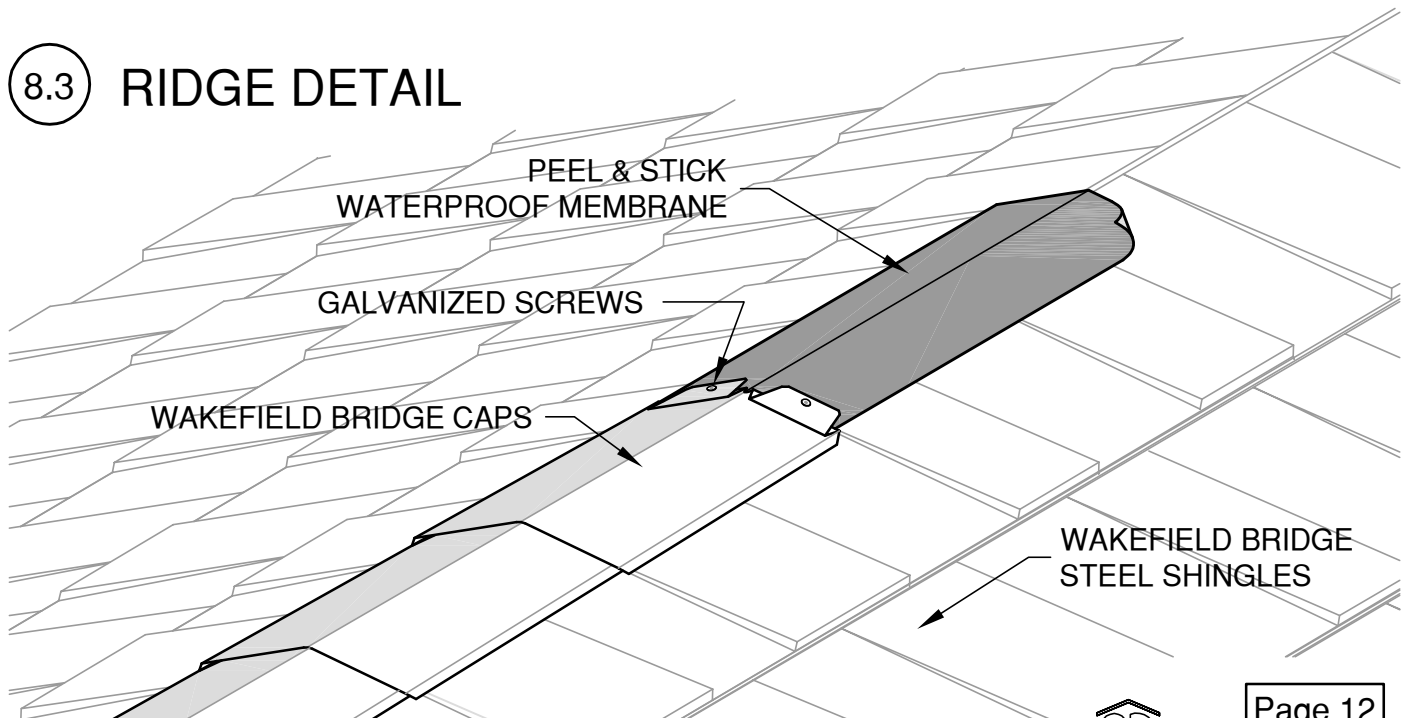 8.3 RIDGE DETAIL
PEEL & STICK
WATERPROOF MEMBRANE
GALVANIZED SCREWS
WAKEFIELD BRIDGE CAPS
WAKEFIELD BRIDGE
STEEL SHINGLES
Page 12